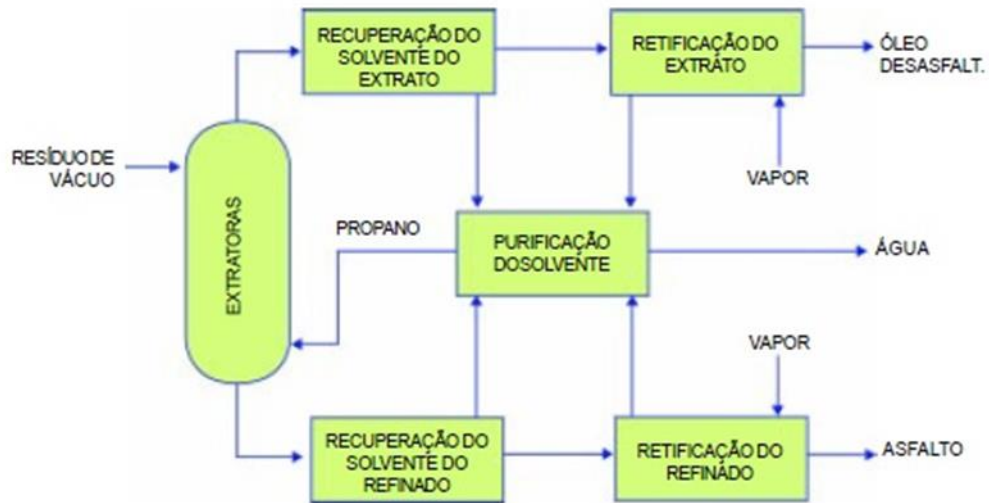 RECUPERAÇÃO DO
SOLVENTE DO
EXTRATO
RETIFICAÇÃO DO
EXTRATO
ÓLEO
DESASFALT.
RESÍDUO DE
VÁCUO
VAPOR
EXTRATORAS
PROPANO
PURIFICAÇÃO
DOSOLVENTE
ÁGUA
VAPOR
RECUPERAÇÃO DO
SOLVENTE DO
REFINADO
RETIFICAÇÃO DO
REFINADO
ASFALTO